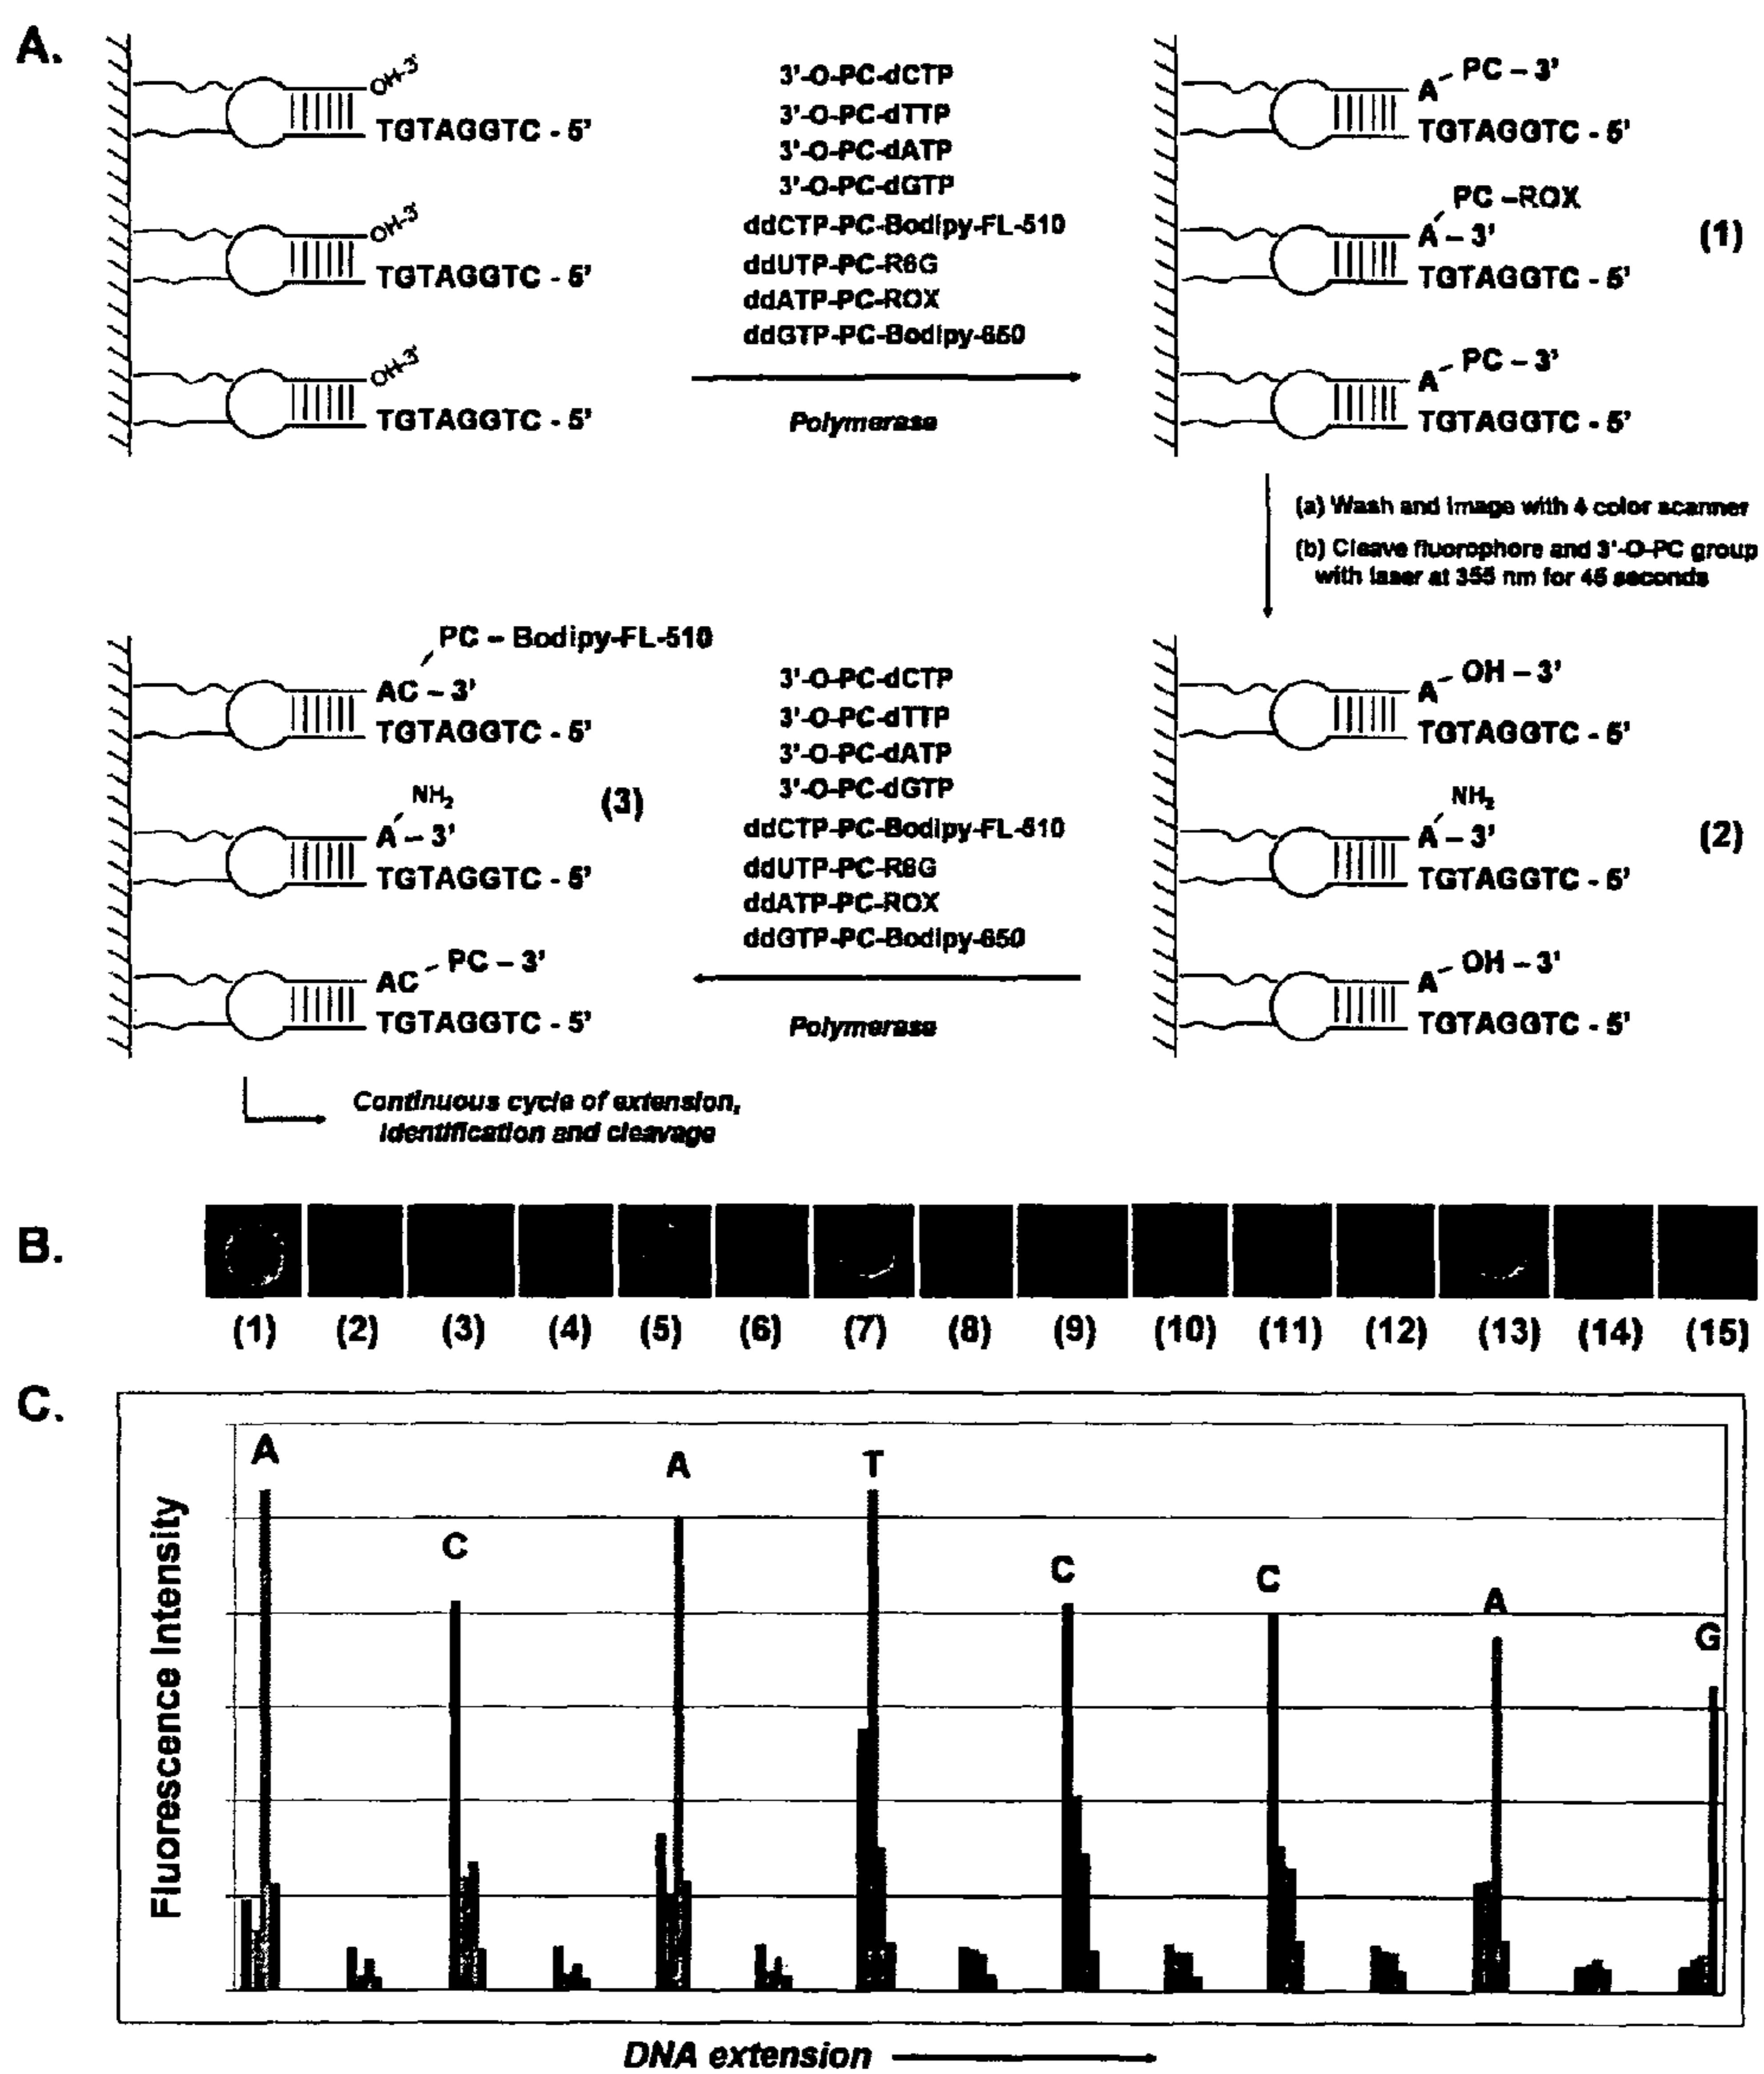 A.
OH-3'
TGTAGGTC - 5'
OH-3'
TGTAGGTC - 5'
OH-3'
TGTAGGTC - 5'
3'-O-PC-dCTP
3'-O-PC-dTTP
3'-O-PC-dATP
3'-O-PC-dGTP
ddCTP-PC-Bodipy-FL-510
ddUTP-PC-R6G
ddATP-PC-ROX
ddGTP-PC-Bodipy-650
Polymerase
A PC – 3'
TGTAGGTC - 5'
PC –ROX
A – 3'
TGTAGGTC - 5'
A PC – 3'
TGTAGGTC - 5'
(1)
(a) Wash and image with 4 color scanner
(b) Cleave fluorophore and 3'-O-PC group
with laser at 355 nm for 45 seconds
A OH – 3'
TGTAGGTC - 5'
NH2
A – 3'
TGTAGGTC - 5'
A OH – 3'
TGTAGGTC - 5'
(2)
3'-O-PC-dCTP
3'-O-PC-dTTP
3'-O-PC-dATP
3'-O-PC-dGTP
ddCTP-PC-Bodipy-FL-510
ddUTP-PC-R6G
ddATP-PC-ROX
ddGTP-PC-Bodipy-650
Polymerase
PC – Bodipy-FL-510
AC – 3'
TGTAGGTC - 5'
NH2
A – 3'
TGTAGGTC - 5'
AC PC – 3'
TGTAGGTC - 5'
(3)
Continuous cycle of extension,
identification and cleavage
B.
(1) (2) (3) (4) (5) (6) (7) (8) (9) (10) (11) (12) (13) (14) (15)
C.
Fluorescence Intensity
A C A T C C A G
DNA extension